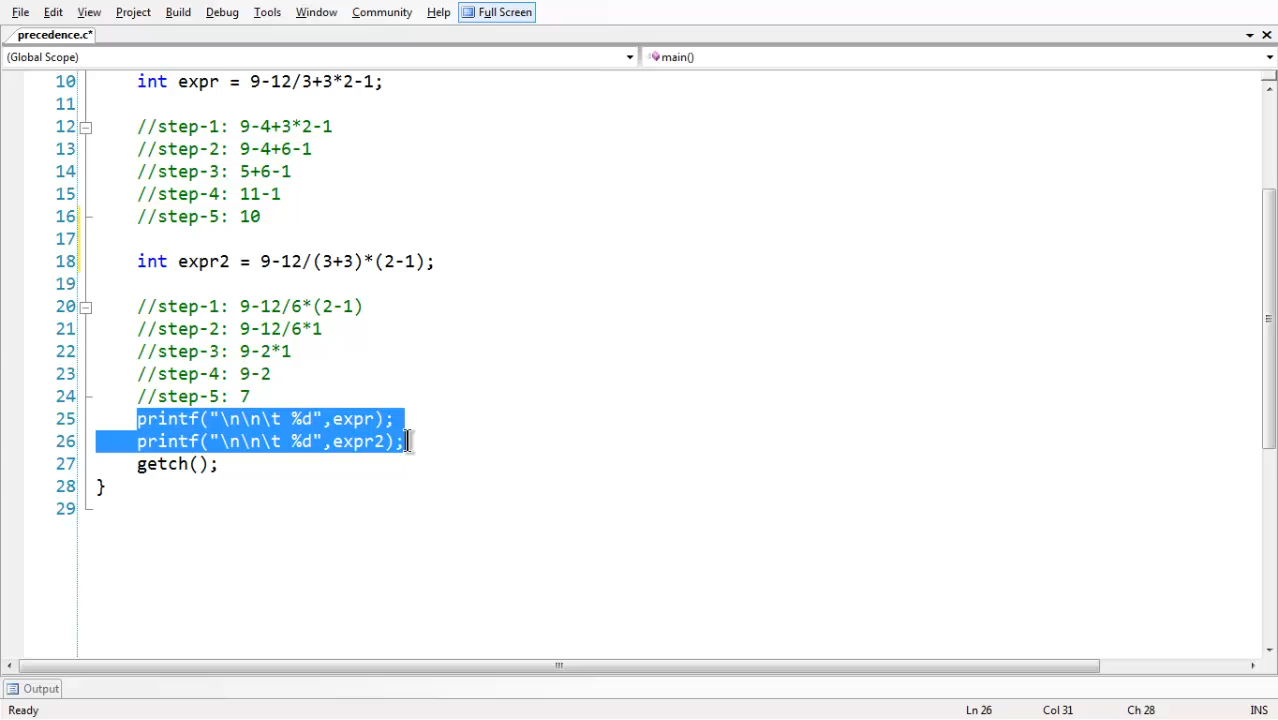 File Edit View Project Build Debug Tools Window Community Help Full Screen
precedence.c*
(Global Scope) main()
10 int expr = 9-12/3+3*2-1;
11
12 //step-1: 9-4+3*2-1
13 //step-2: 9-4+6-1
14 //step-3: 5+6-1
15 //step-4: 11-1
16 //step-5: 10
17
18 int expr2 = 9-12/(3+3)*(2-1);
19
20 //step-1: 9-12/6*(2-1)
21 //step-2: 9-12/6*1
22 //step-3: 9-2*1
23 //step-4: 9-2
24 //step-5: 7
25 printf("\n\n\t %d",expr);
26 printf("\n\n\t %d",expr2);
27 getch();
28 }
29
Output
Ready Ln 26 Col 31 Ch 28 INS